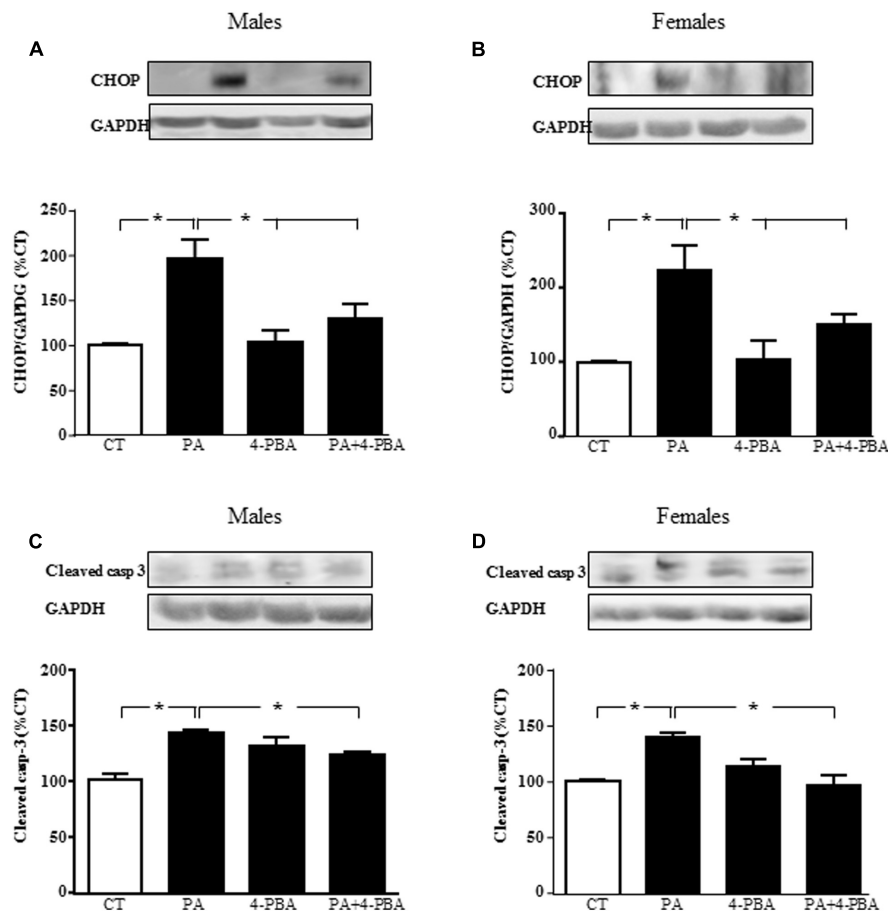 Males
Females
A
B
CHOP
GAPDH
CHOP
GAPDH
CHOP/GAPDG (%CT)
250
200
150
100
50
0
* *
CT PA 4-PBA PA+4-PBA
CHOP/GAPDH (%CT)
300
200
100
0
* *
CT PA 4-PBA PA+4-PBA
Males
Females
C
D
Cleaved casp 3
GAPDH
Cleaved casp 3
GAPDH
Cleaved casp-3 (%CT)
200
150
100
50
0
* *
CT PA 4-PBA PA+4-PBA
Cleaved casp-3 (%CT)
200
150
100
50
0
* *
CT PA 4-PBA PA+4-PBA